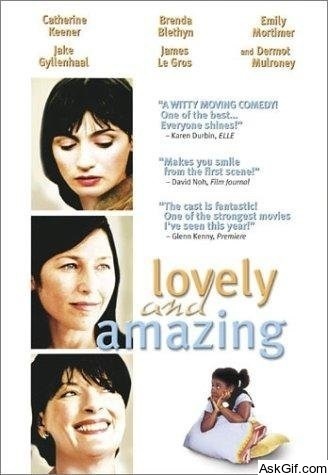 Catherine Keener
Brenda Blethyn
Emily Mortimer
Jake Gyllenhaal
James Le Gros
and Dermot Mulroney
"A WITTY MOVING COMEDY!
One of the best...
Everyone shines!"
– Karen Durbin, ELLE
"Makes you smile
from the first scene!"
– David Noh, Film Journal
"The cast is fantastic!
One of the strongest movies
I've seen this year!"
– Glenn Kenny, Premiere
lovely
and
amazing
AskGif.com